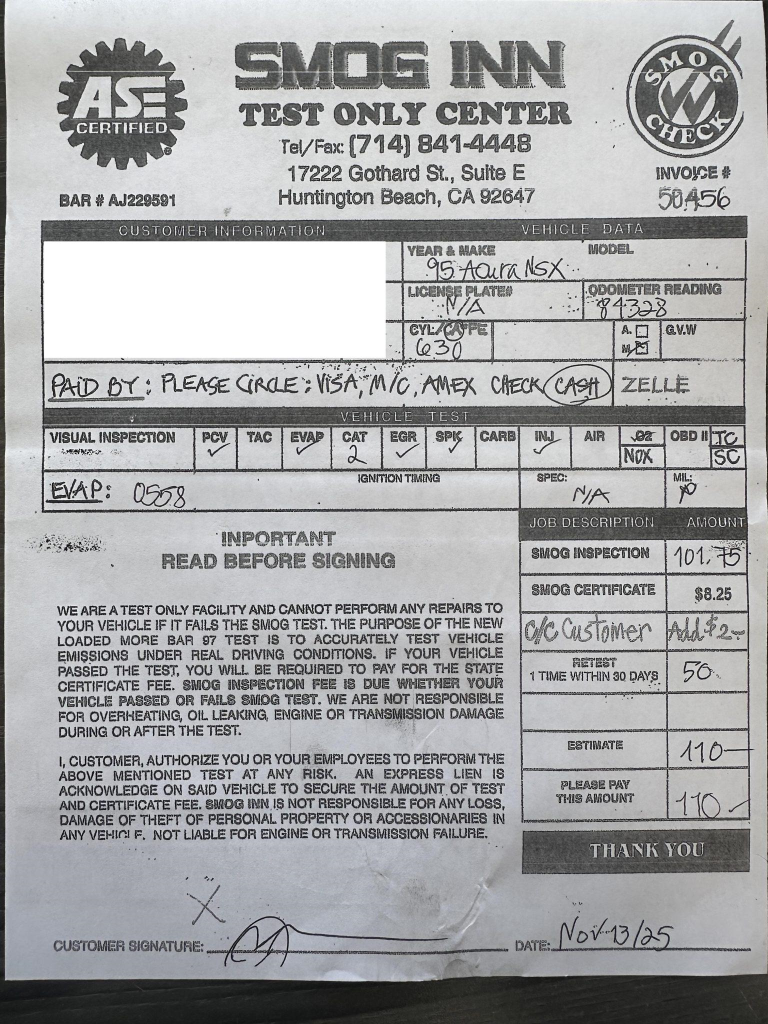 ASE
CERTIFIED
SMOG INN
TEST ONLY CENTER
Tel/Fax: (714) 841-4448
17222 Gothard St., Suite E
Huntington Beach, CA 92647
BAR # AJ229591
SMOG CHECK
INVOICE #
50456
CUSTOMER INFORMATION
VEHICLE DATA
YEAR & MAKE MODEL
95 Acura NSX
LICENSE PLATE# ODOMETER READING
N/A 84328
CYL/CA PE A. G.V.W
6 30 M
PAID BY: PLEASE CIRCLE: VISA, M/C, AMEX CHECK CASH ZELLE
VEHICLE TEST
VISUAL INSPECTION PCV TAC EVAP CAT EGR SPK CARB INJ AIR .02 OBD II TC
✓ ✓ 2 ✓ ✓ ✓ NOX SC
EVAP: 0558 IGNITION TIMING SPEC: N/A MIL: P
JOB DESCRIPTION AMOUNT
SMOG INSPECTION 101.75
SMOG CERTIFICATE $8.25
C/C Customer Add $2-
RETEST
1 TIME WITHIN 30 DAYS 50
ESTIMATE 110-
PLEASE PAY
THIS AMOUNT 110-
THANK YOU
INPORTANT
READ BEFORE SIGNING
WE ARE A TEST ONLY FACILITY AND CANNOT PERFORM ANY REPAIRS TO
YOUR VEHICLE IF IT FAILS THE SMOG TEST. THE PURPOSE OF THE NEW
LOADED MORE BAR 97 TEST IS TO ACCURATELY TEST VEHICLE
EMISSIONS UNDER REAL DRIVING CONDITIONS. IF YOUR VEHICLE
PASSED THE TEST, YOU WILL BE REQUIRED TO PAY FOR THE STATE
CERTIFICATE FEE. SMOG INSPECTION FEE IS DUE WHETHER YOUR
VEHICLE PASSED OR FAILS SMOG TEST. WE ARE NOT RESPONSIBLE
FOR OVERHEATING, OIL LEAKING, ENGINE OR TRANSMISSION DAMAGE
DURING OR AFTER THE TEST.
I, CUSTOMER, AUTHORIZE YOU OR YOUR EMPLOYEES TO PERFORM THE
ABOVE MENTIONED TEST AT ANY RISK. AN EXPRESS LIEN IS
ACKNOWLEDGE ON SAID VEHICLE TO SECURE THE AMOUNT OF TEST
AND CERTIFICATE FEE. SMOG INN IS NOT RESPONSIBLE FOR ANY LOSS,
DAMAGE OF THEFT OF PERSONAL PROPERTY OR ACCESSIONARIES IN
ANY VEHICLE. NOT LIABLE FOR ENGINE OR TRANSMISSION FAILURE.
X
CUSTOMER SIGNATURE: DATE: Nov 13/25